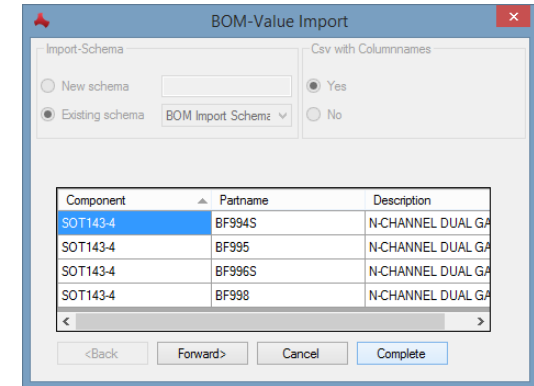 BOM-Value Import
Import-Schema
New schema
Existing schema BOM Import Schema
Csv with Columnnames
Yes
No
Component Partname Description
SOT143-4 BF994S N-CHANNEL DUAL GA
SOT143-4 BF995 N-CHANNEL DUAL GA
SOT143-4 BF996S N-CHANNEL DUAL GA
SOT143-4 BF998 N-CHANNEL DUAL GA
<Back Forward> Cancel Complete